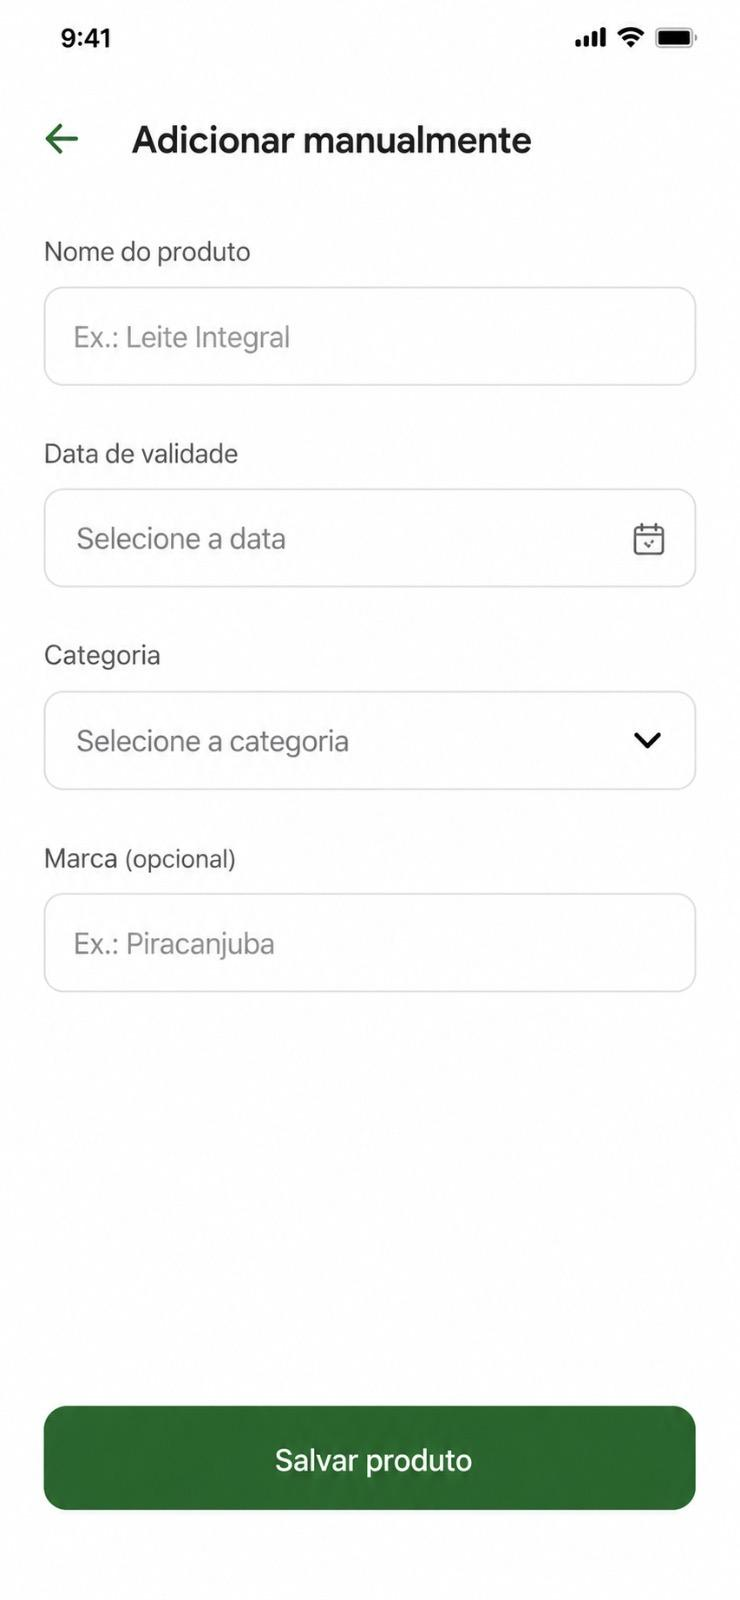 9:41
Adicionar manualmente
Nome do produto
Ex.: Leite Integral
Data de validade
Selecione a data
Categoria
Selecione a categoria
Marca (opcional)
Ex.: Piracanjuba
Salvar produto